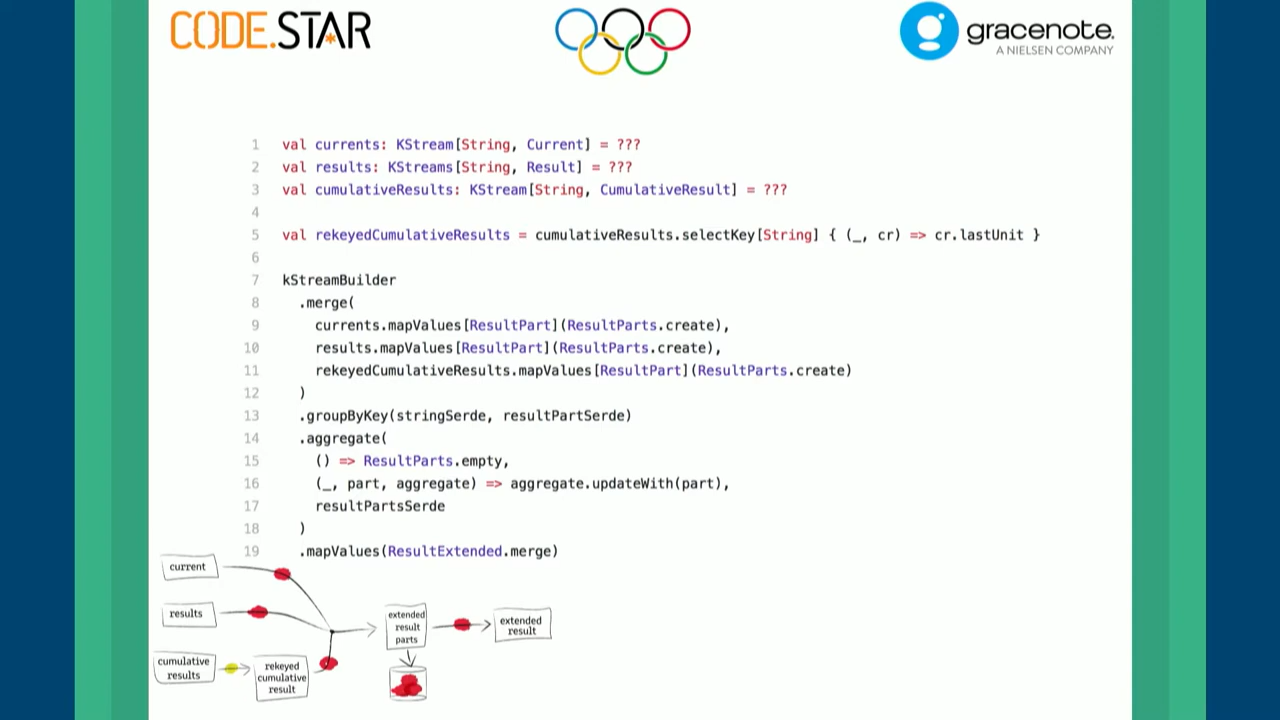 CODE.STAR
gracenote.
A NIELSEN COMPANY
1 val currents: KStream[String, Current] = ???
2 val results: KStreams[String, Result] = ???
3 val cumulativeResults: KStream[String, CumulativeResult] = ???
4
5 val rekeyedCumulativeResults = cumulativeResults.selectKey[String] { (_, cr) => cr.lastUnit }
6
7 kStreamBuilder
8 .merge(
9 currents.mapValues[ResultPart](ResultParts.create),
10 results.mapValues[ResultPart](ResultParts.create),
11 rekeyedCumulativeResults.mapValues[ResultPart](ResultParts.create)
12 )
13 .groupByKey(stringSerde, resultPartSerde)
14 .aggregate(
15 () => ResultParts.empty,
16 (_, part, aggregate) => aggregate.updateWith(part),
17 resultPartsSerde
18 )
19 .mapValues(ResultExtended.merge)
current
results
cumulative
results
rekeyed
cumulative
result
extended
result
parts
extended
result